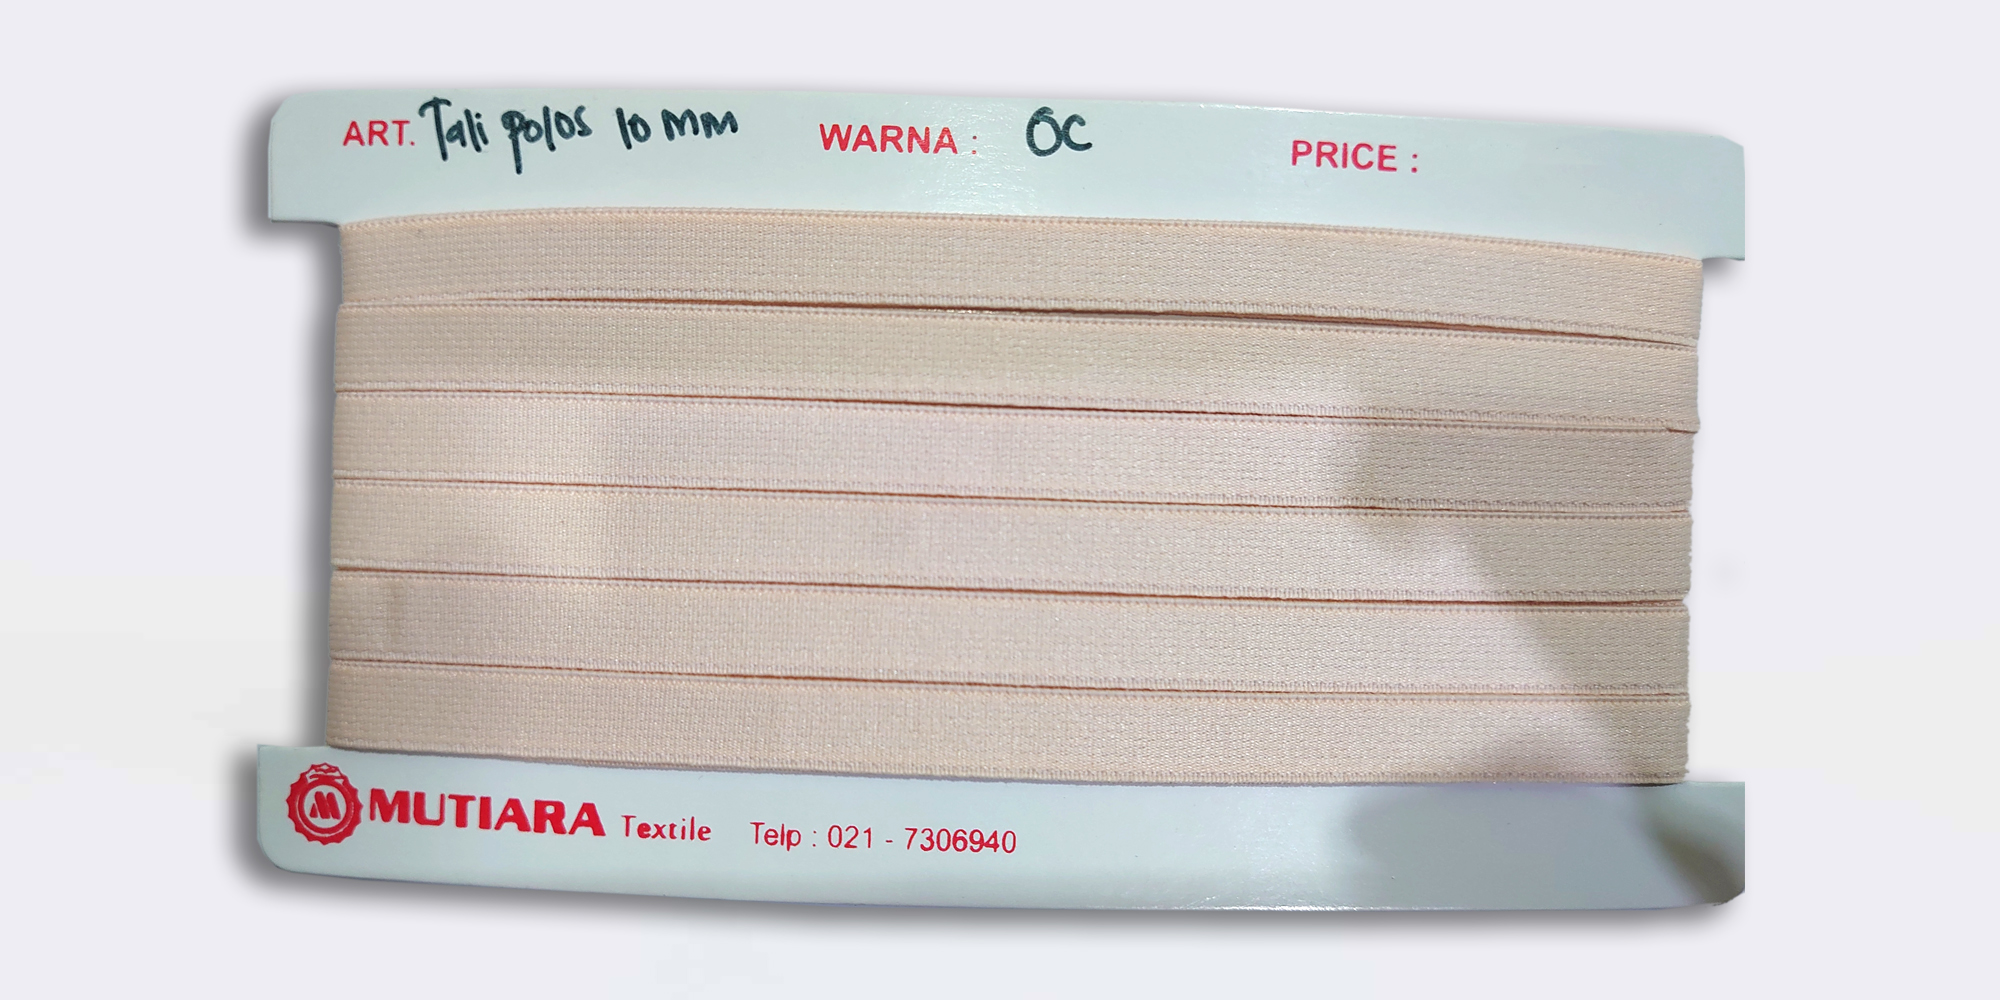 ART. Tali polos 10 MM WARNA : OC PRICE :
MUTIARA Textile Telp : 021 - 7306940